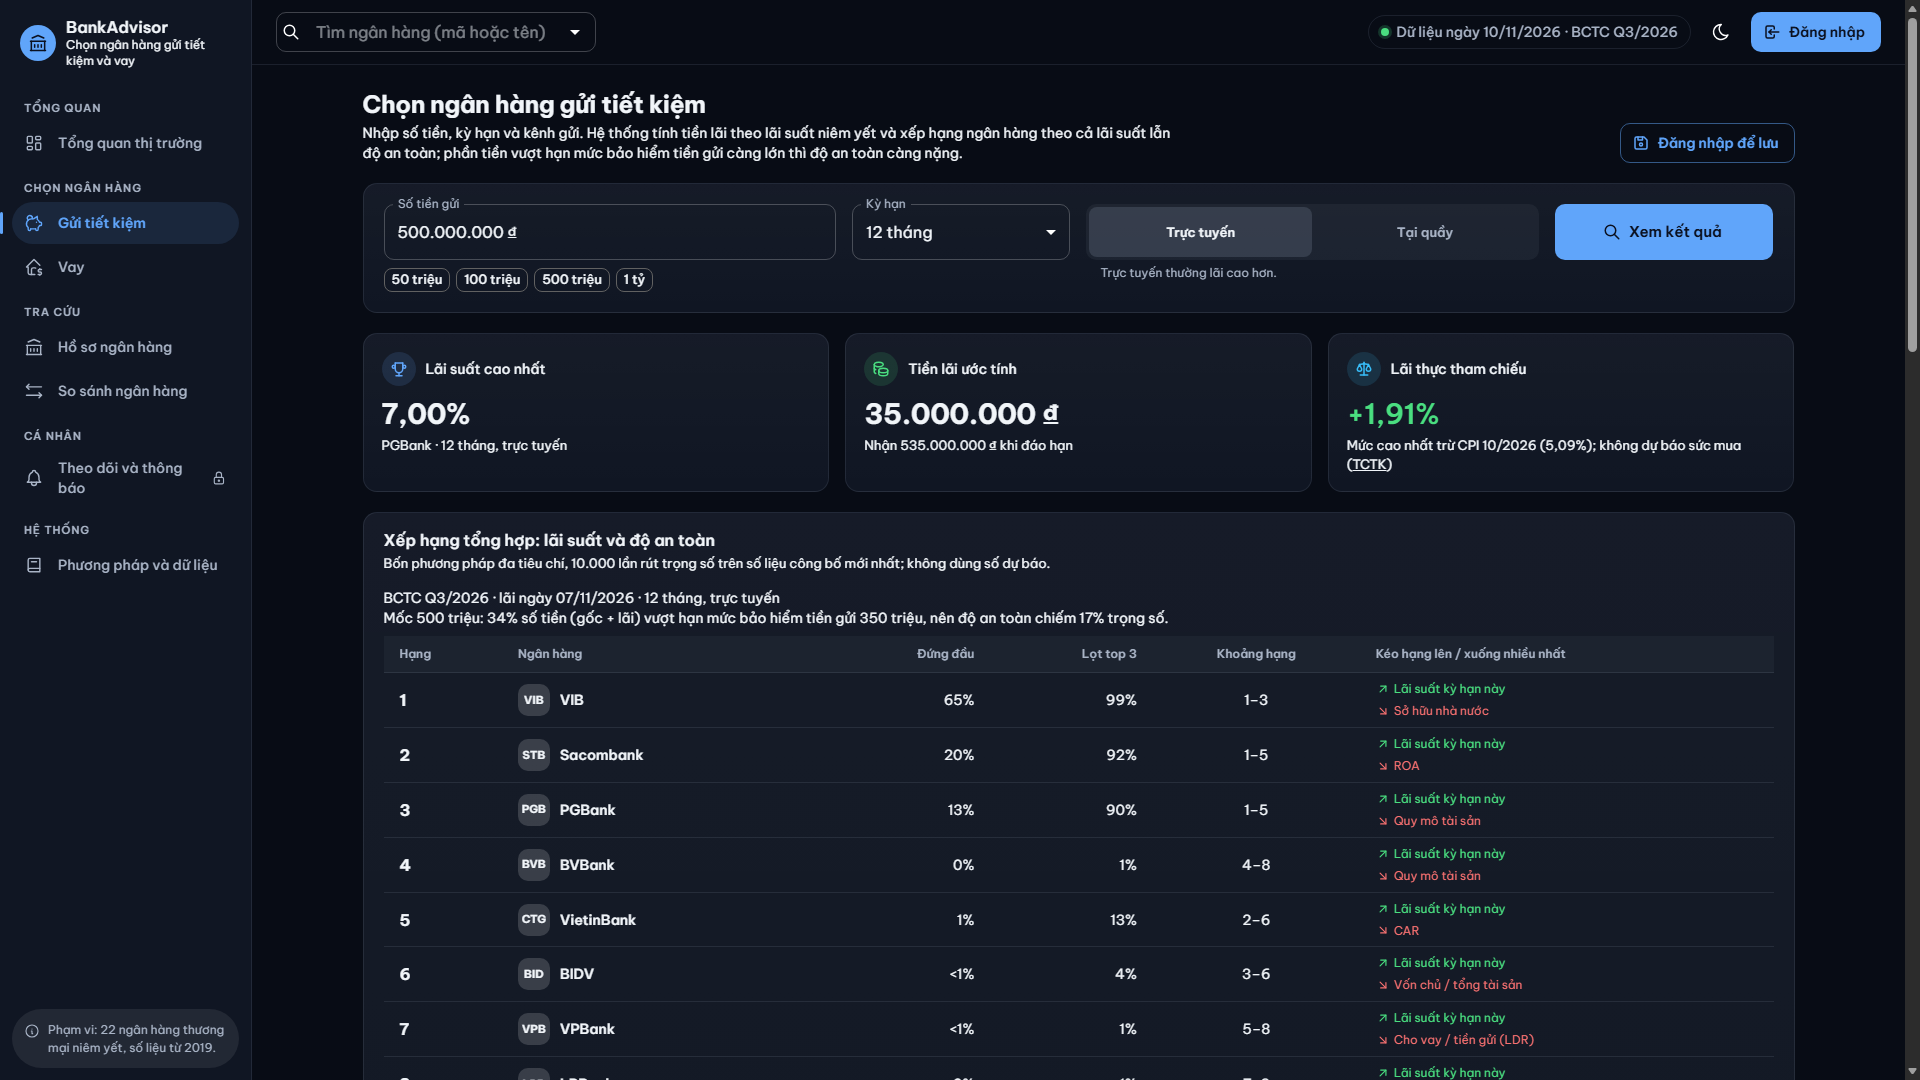 BankAdvisor
Chọn ngân hàng gửi tiết
kiệm và vay
TỔNG QUAN
Tổng quan thị trường
CHỌN NGÂN HÀNG
Gửi tiết kiệm
Vay
TRA CỨU
Hồ sơ ngân hàng
So sánh ngân hàng
CÁ NHÂN
Theo dõi và thông
báo
HỆ THỐNG
Phương pháp và dữ liệu
Phạm vi: 22 ngân hàng thương
mại niêm yết, số liệu từ 2019.
Tìm ngân hàng (mã hoặc tên)
Dữ liệu ngày 10/11/2026 · BCTC Q3/2026
Đăng nhập
Chọn ngân hàng gửi tiết kiệm
Nhập số tiền, kỳ hạn và kênh gửi. Hệ thống tính tiền lãi theo lãi suất niêm yết và xếp hạng ngân hàng theo cả lãi suất lẫn
độ an toàn; phần tiền vượt hạn mức bảo hiểm tiền gửi càng lớn thì độ an toàn càng nặng.
Đăng nhập để lưu
Số tiền gửi
500.000.000 ₫
50 triệu 100 triệu 500 triệu 1 tỷ
Kỳ hạn
12 tháng
Trực tuyến Tại quầy
Trực tuyến thường lãi cao hơn.
Xem kết quả
Lãi suất cao nhất
7,00%
PGBank · 12 tháng, trực tuyến
Tiền lãi ước tính
35.000.000 ₫
Nhận 535.000.000 ₫ khi đáo hạn
Lãi thực tham chiếu
+1,91%
Mức cao nhất trừ CPI 10/2026 (5,09%); không dự báo sức mua
(TCTK)
Xếp hạng tổng hợp: lãi suất và độ an toàn
Bốn phương pháp đa tiêu chí, 10.000 lần rút trọng số trên số liệu công bố mới nhất; không dùng số dự báo.
BCTC Q3/2026 · lãi ngày 07/11/2026 · 12 tháng, trực tuyến
Mốc 500 triệu: 34% số tiền (gốc + lãi) vượt hạn mức bảo hiểm tiền gửi 350 triệu, nên độ an toàn chiếm 17% trọng số.
Hạng Ngân hàng Đứng đầu Lọt top 3 Khoảng hạng Kéo hạng lên / xuống nhiều nhất
1 VIB VIB 65% 99% 1–3 Lãi suất kỳ hạn này
Sở hữu nhà nước
2 STB Sacombank 20% 92% 1–5 Lãi suất kỳ hạn này
ROA
3 PGB PGBank 13% 90% 1–5 Lãi suất kỳ hạn này
Quy mô tài sản
4 BVB BVBank 0% 1% 4–8 Lãi suất kỳ hạn này
Quy mô tài sản
5 CTG VietinBank 1% 13% 2–6 Lãi suất kỳ hạn này
CAR
6 BID BIDV <1% 4% 3–6 Lãi suất kỳ hạn này
Vốn chủ / tổng tài sản
7 VPB VPBank <1% 1% 5–8 Lãi suất kỳ hạn này
Cho vay / tiền gửi (LDR)
Lãi suất kỳ hạn này